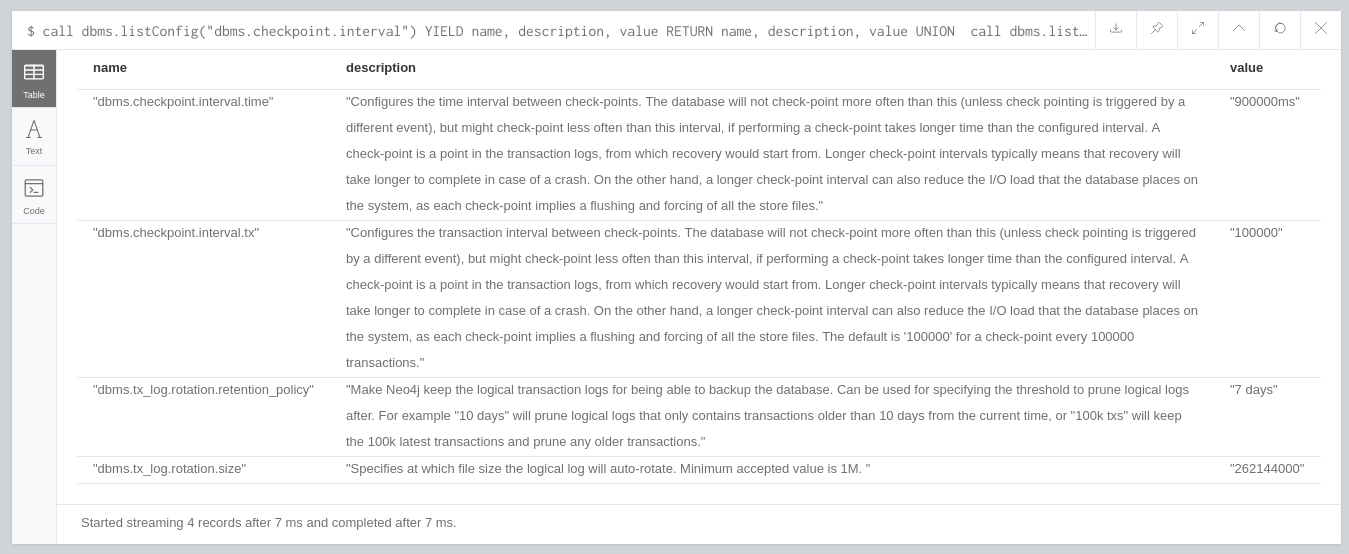 $ call dbms.listConfig("dbms.checkpoint.interval") YIELD name, description, value RETURN name, description, value UNION  call dbms.list…
Table
Text
Code
name description value
"dbms.checkpoint.interval.time" "Configures the time interval between check-points. The database will not check-point more often than this (unless check pointing is triggered by a "900000ms"
different event), but might check-point less often than this interval, if performing a check-point takes longer time than the configured interval. A
check-point is a point in the transaction logs, from which recovery would start from. Longer check-point intervals typically means that recovery will
take longer to complete in case of a crash. On the other hand, a longer check-point interval can also reduce the I/O load that the database places on
the system, as each check-point implies a flushing and forcing of all the store files."
"dbms.checkpoint.interval.tx" "Configures the transaction interval between check-points. The database will not check-point more often than this (unless check pointing is triggered "100000"
by a different event), but might check-point less often than this interval, if performing a check-point takes longer time than the configured interval. A
check-point is a point in the transaction logs, from which recovery would start from. Longer check-point intervals typically means that recovery will
take longer to complete in case of a crash. On the other hand, a longer check-point interval can also reduce the I/O load that the database places on
the system, as each check-point implies a flushing and forcing of all the store files. The default is '100000' for a check-point every 100000
transactions."
"dbms.tx_log.rotation.retention_policy" "Make Neo4j keep the logical transaction logs for being able to backup the database. Can be used for specifying the threshold to prune logical logs "7 days"
after. For example "10 days" will prune logical logs that only contains transactions older than 10 days from the current time, or "100k txs" will keep
the 100k latest transactions and prune any older transactions."
"dbms.tx_log.rotation.size" "Specifies at which file size the logical log will auto-rotate. Minimum accepted value is 1M. " "262144000"
Started streaming 4 records after 7 ms and completed after 7 ms.